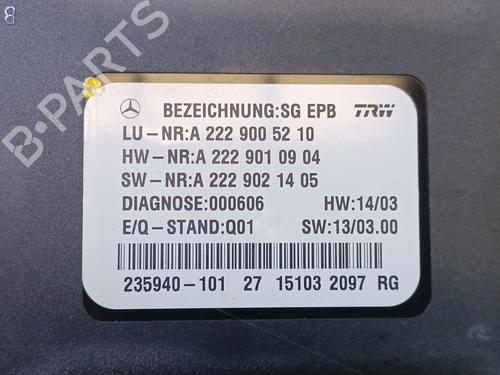 B
B-PARTS
BEZEICHNUNG:SG EPB TRW
LU-NR:A 222 900 52 10
HW-NR:A 222 901 09 04
SW-NR:A 222 902 14 05
DIAGNOSE:000606 HW:14/03
E/Q-STAND:Q01 SW:13/03.00
235940-101 27 15103 2097 RG